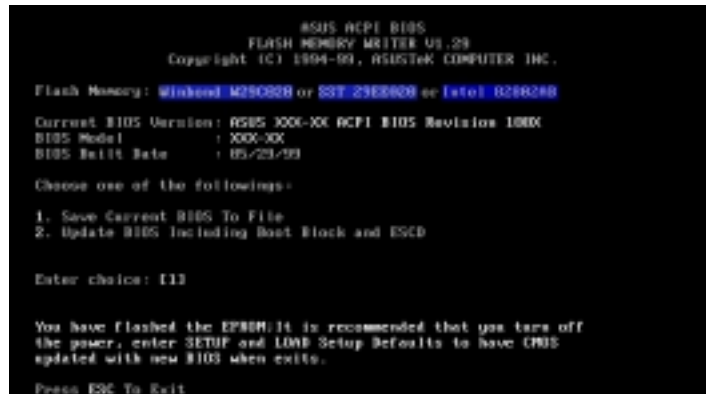 ASUS ACPI BIOS
FLASH MEMORY WRITER V1.29
Copyright (C) 1994-99, ASUSTeK COMPUTER INC.
Flash Memory: Winbond W29C020 or SST 29EE020 or Intel 82802AB
Current BIOS Version: ASUS XXX-XX ACPI BIOS Revision 100X
BIOS Model : XXX-XX
BIOS Built Date : 05/29/99
Choose one of the followings:
1. Save Current BIOS To File
2. Update BIOS Including Boot Block and ESCD
Enter choice: [1]
You have flashed the EPROM;It is recommended that you turn off
the power, enter SETUP and LOAD Setup Defaults to have CMOS
updated with new BIOS when exits.
Press ESC To Exit